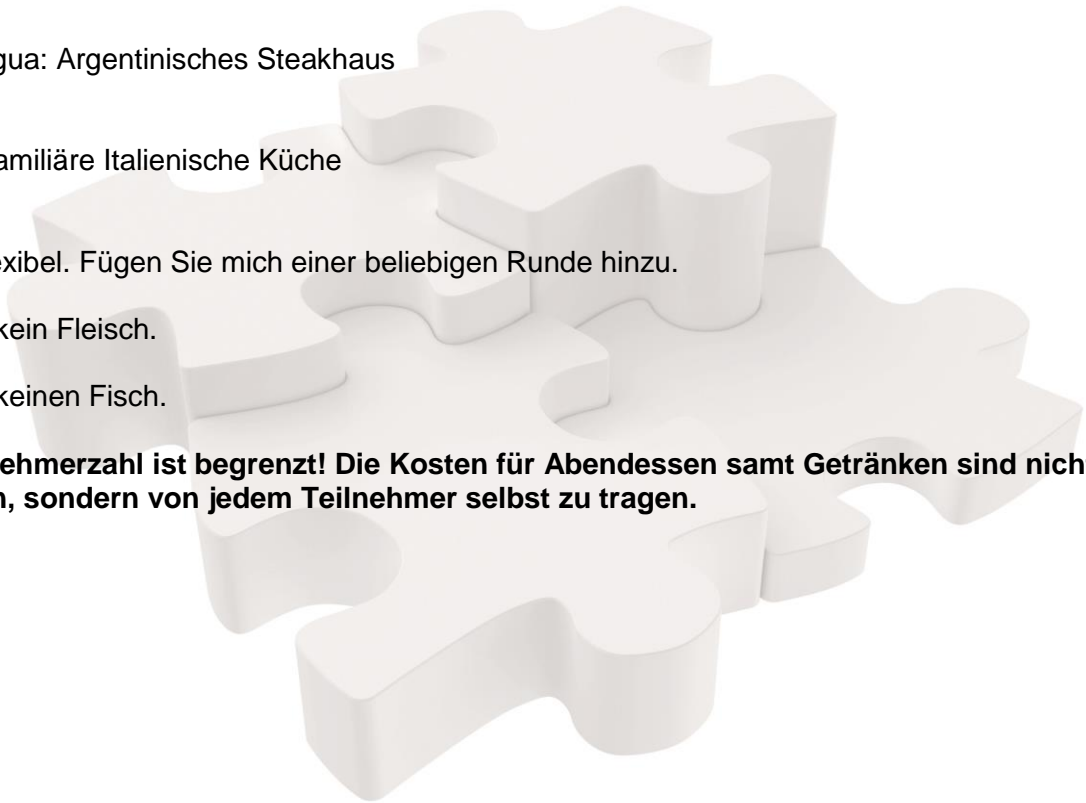 gua: Argentinisches Steakhaus
amiliäre Italienische Küche
exibel. Fügen Sie mich einer beliebigen Runde hinzu.
kein Fleisch.
keinen Fisch.
ehmerzahl ist begrenzt! Die Kosten für Abendessen samt Getränken sind nich
n, sondern von jedem Teilnehmer selbst zu tragen.